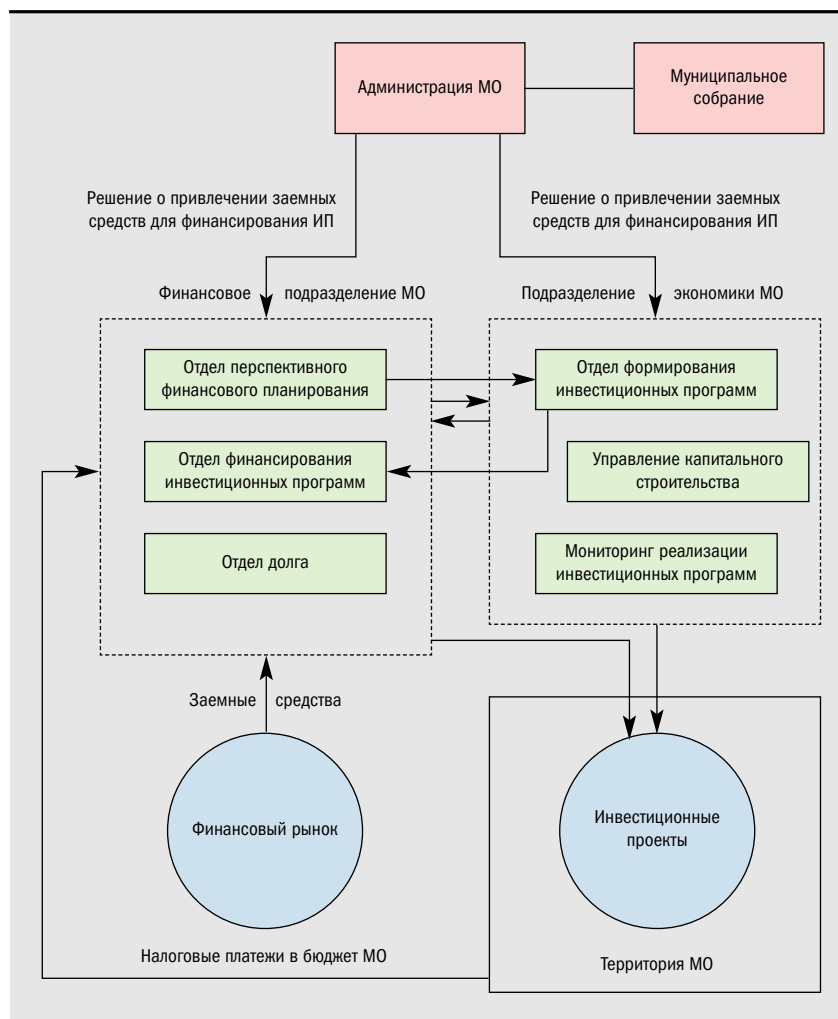 Администрация МО
Муниципальное
собрание
Решение о привлечении заемных
средств для финансирования ИП
Решение о привлечении заемных
средств для финансирования ИП
Финансовое подразделение МО
Подразделение экономики МО
Отдел перспективного
финансового планирования
Отдел формирования
инвестиционных программ
Отдел финансирования
инвестиционных программ
Управление капитального
строительства
Отдел долга
Мониторинг реализации
инвестиционных программ
Заемные средства
Финансовый рынок
Инвестиционные
проекты
Налоговые платежи в бюджет МО
Территория МО